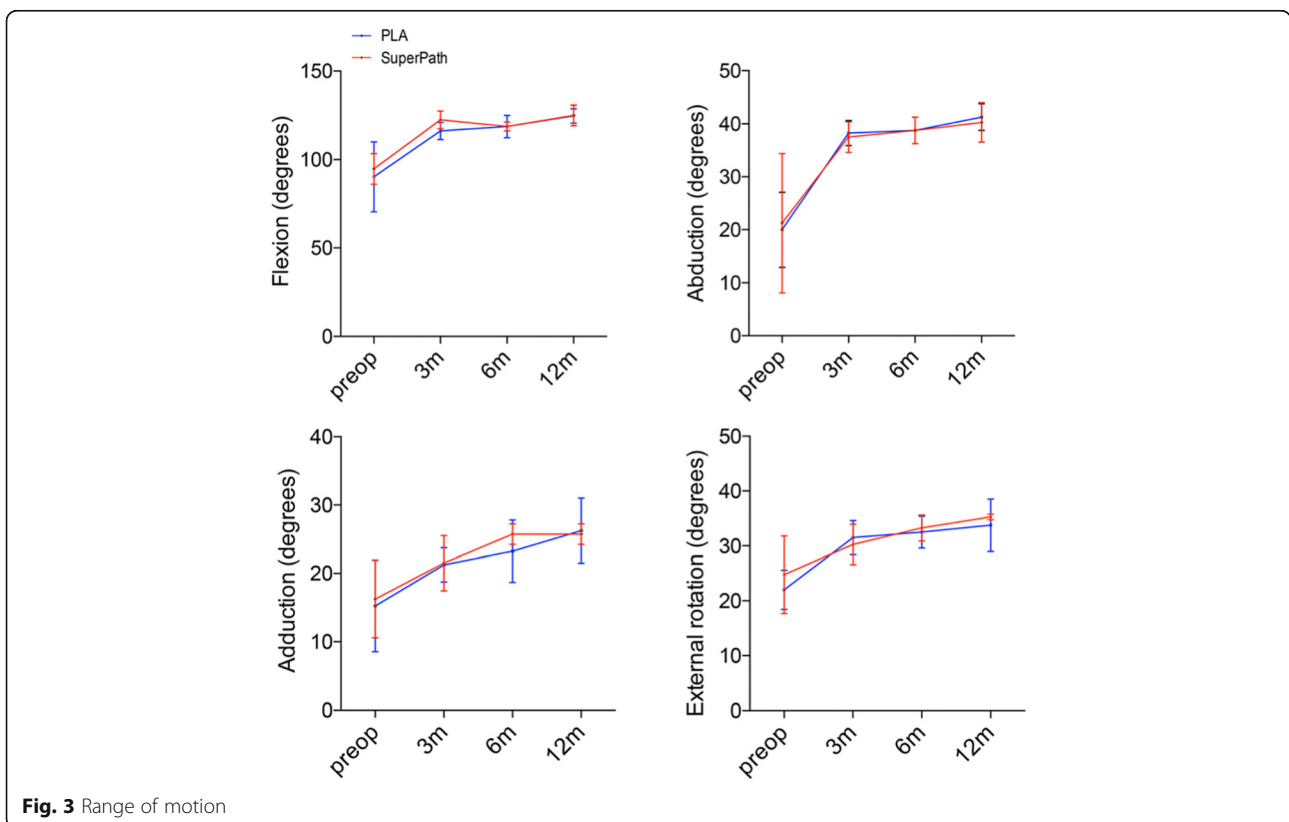 PLA
SuperPath
Flexion (degrees)
150
100
50
0
preop
3m
6m
12m
Abduction (degrees)
50
40
30
20
10
0
preop
3m
6m
12m
Adduction (degrees)
40
30
20
10
0
preop
3m
6m
12m
External rotation (degrees)
50
40
30
20
10
0
preop
3m
6m
12m
Fig. 3 Range of motion